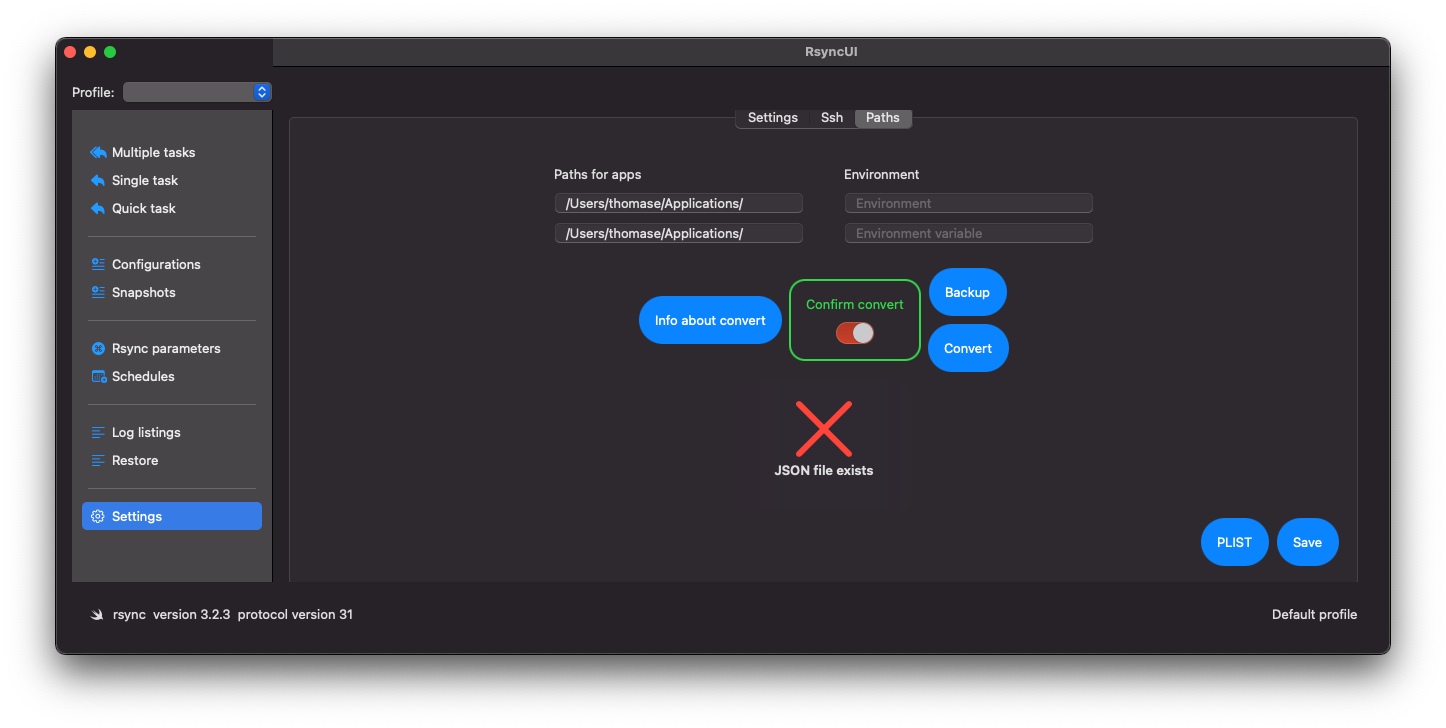 RsyncUI
Profile:
Multiple tasks
Single task
Quick task
Configurations
Snapshots
Rsync parameters
Schedules
Log listings
Restore
Settings
Settings Ssh Paths
Paths for apps Environment
/Users/thomase/Applications/ Environment
/Users/thomase/Applications/ Environment variable
Info about convert
Confirm convert
Backup
Convert
JSON file exists
PLIST Save
rsync version 3.2.3 protocol version 31
Default profile